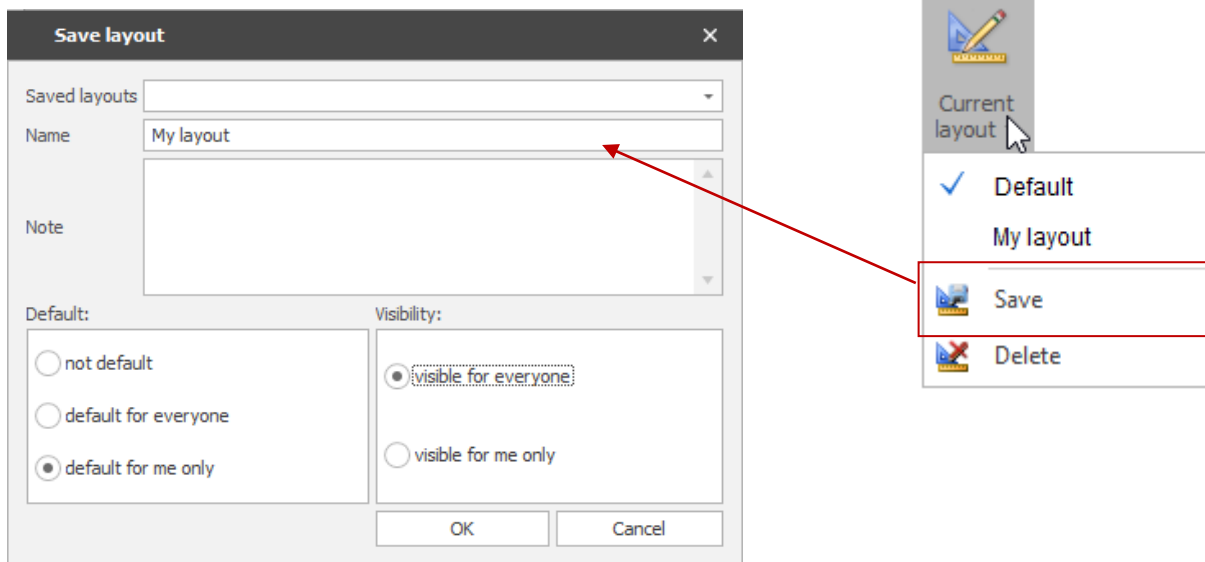 Save layout
Saved layouts
Name My layout
Note
Default: Visibility:
not default
visible for everyone
default for everyone
default for me only
visible for me only
OK Cancel
Current
layout
Default
My layout
Save
Delete